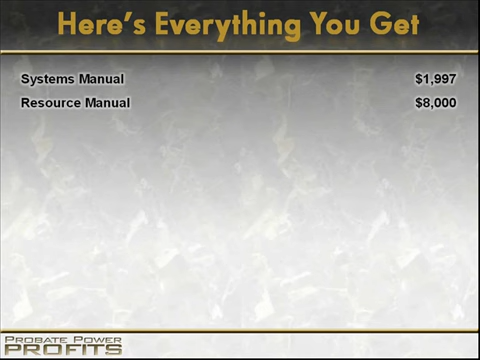 Here's Everything You Get
Systems Manual $1,997
Resource Manual $8,000
PROBATE POWER
PROFITS